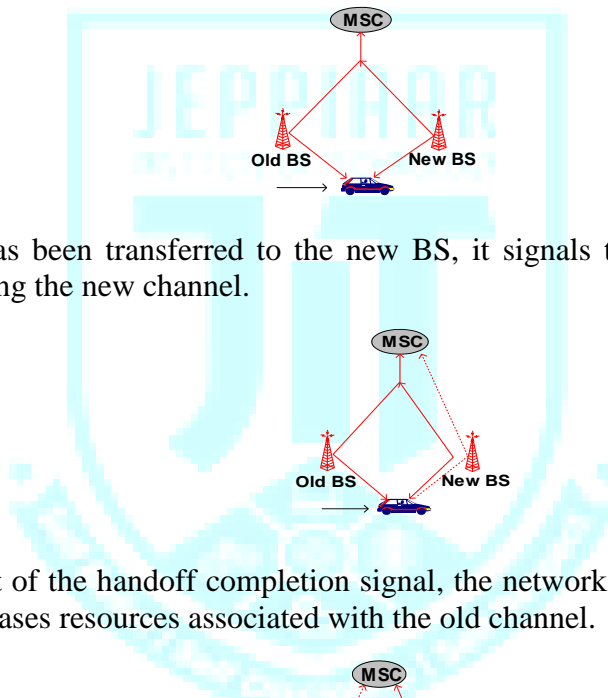 MSC
JEPPIAAR
Old BS
New BS
as been transferred to the new BS, it signals t
ng the new channel.
MSC
Old BS
New BS
t of the handoff completion signal, the network
ases resources associated with the old channel.
MSC